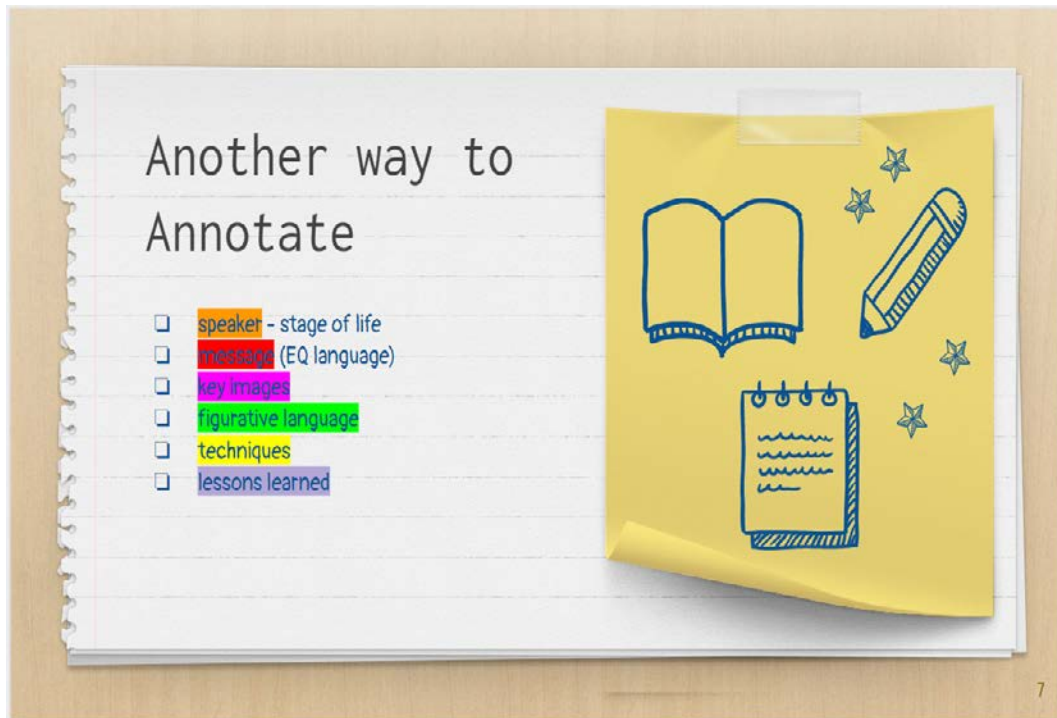 Another way to
Annotate
❏ speaker - stage of life
❏ message (EQ language)
❏ key images
❏ figurative language
❏ techniques
❏ lessons learned
7